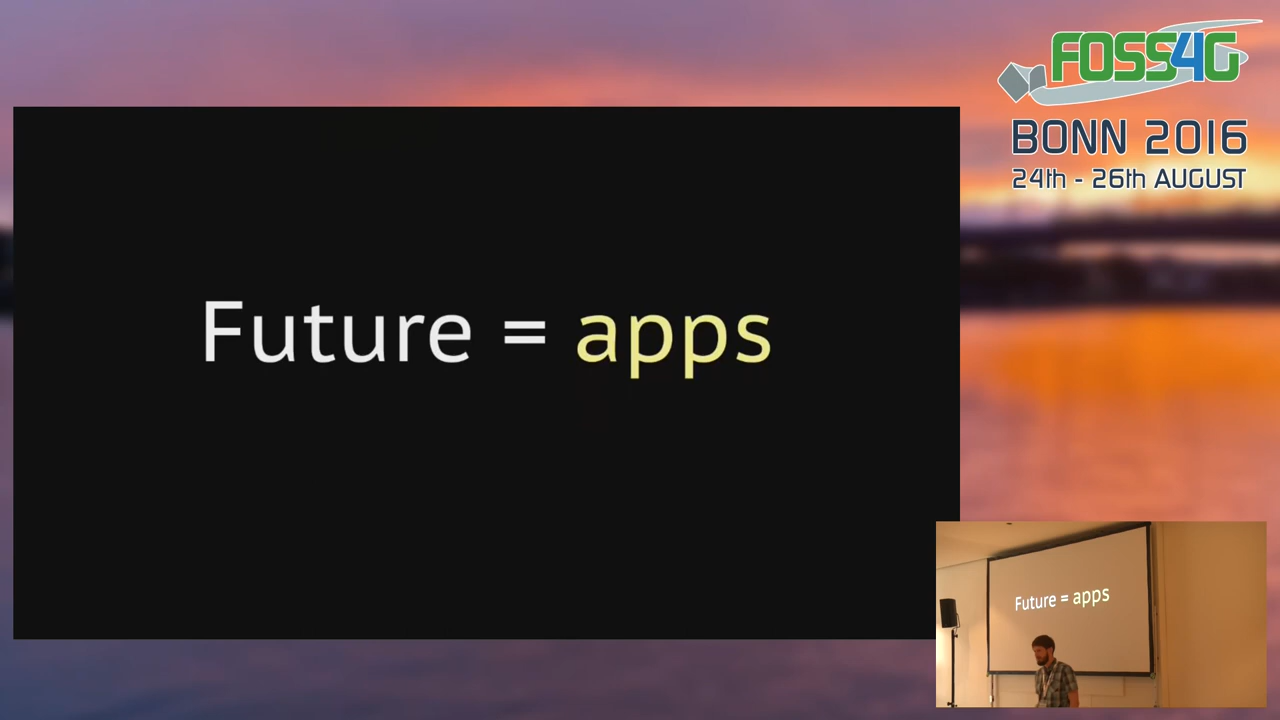 FOSS4G
BONN 2016
24th - 26th AUGUST
Future = apps
Future = apps